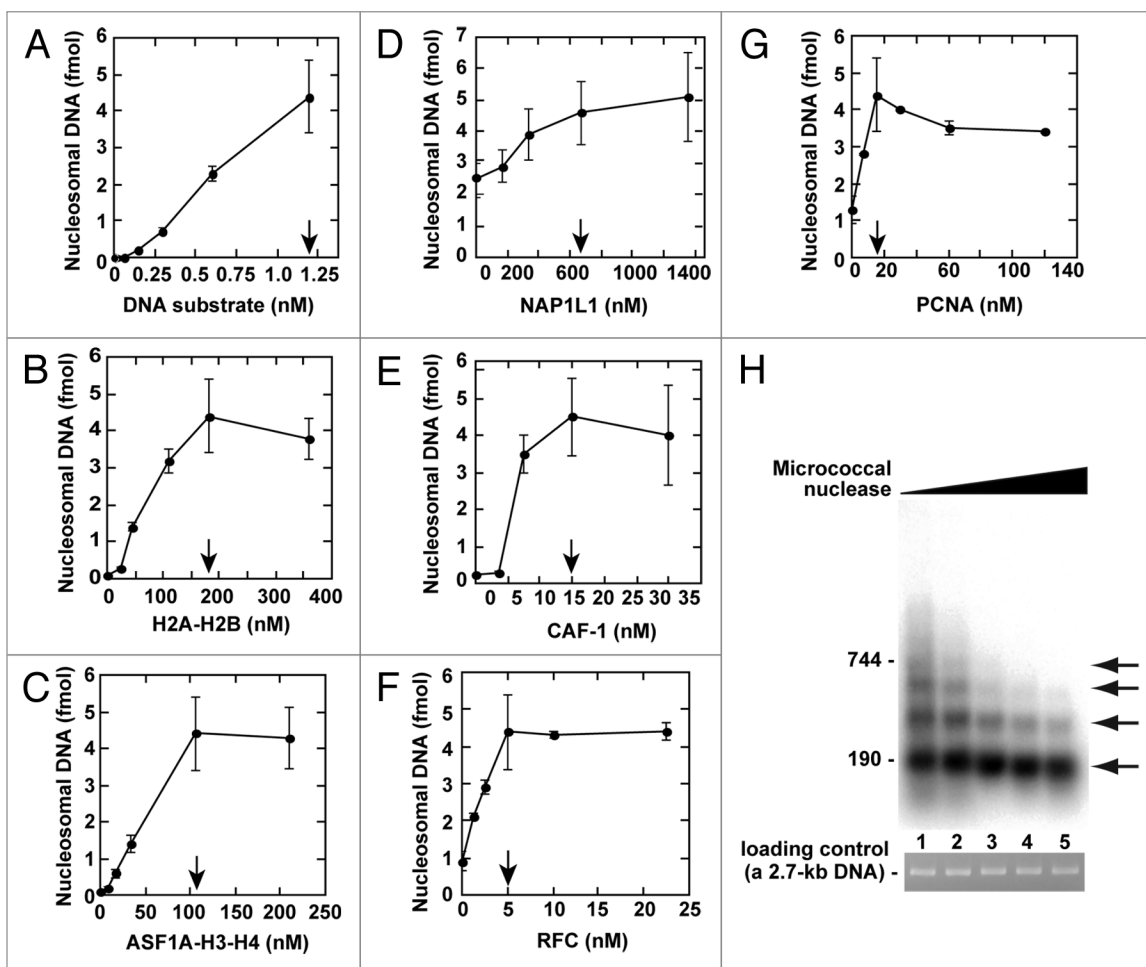 A
Nucleosomal DNA (fmol)
6
5
4
3
2
1
0
0 0.25 0.5 0.75 1.0 1.25
DNA substrate (nM)
B
Nucleosomal DNA (fmol)
6
5
4
3
2
1
0
0 100 200 300 400
H2A-H2B (nM)
C
Nucleosomal DNA (fmol)
6
5
4
3
2
1
0
0 50 100 150 200 250
ASF1A-H3-H4 (nM)
D
Nucleosomal DNA (fmol)
7
6
5
4
3
2
1
0
0 200 600 1000 1400
NAP1L1 (nM)
E
Nucleosomal DNA (fmol)
6
5
4
3
2
1
0
0 5 10 15 20 25 30 35
CAF-1 (nM)
F
Nucleosomal DNA (fmol)
6
5
4
3
2
1
0
0 5 10 15 20 25
RFC (nM)
G
Nucleosomal DNA (fmol)
6
5
4
3
2
1
0
0 20 60 100 140
PCNA (nM)
H
Micrococcal
nuclease
744 -
190 -
1 2 3 4 5
loading control
(a 2.7-kb DNA) -